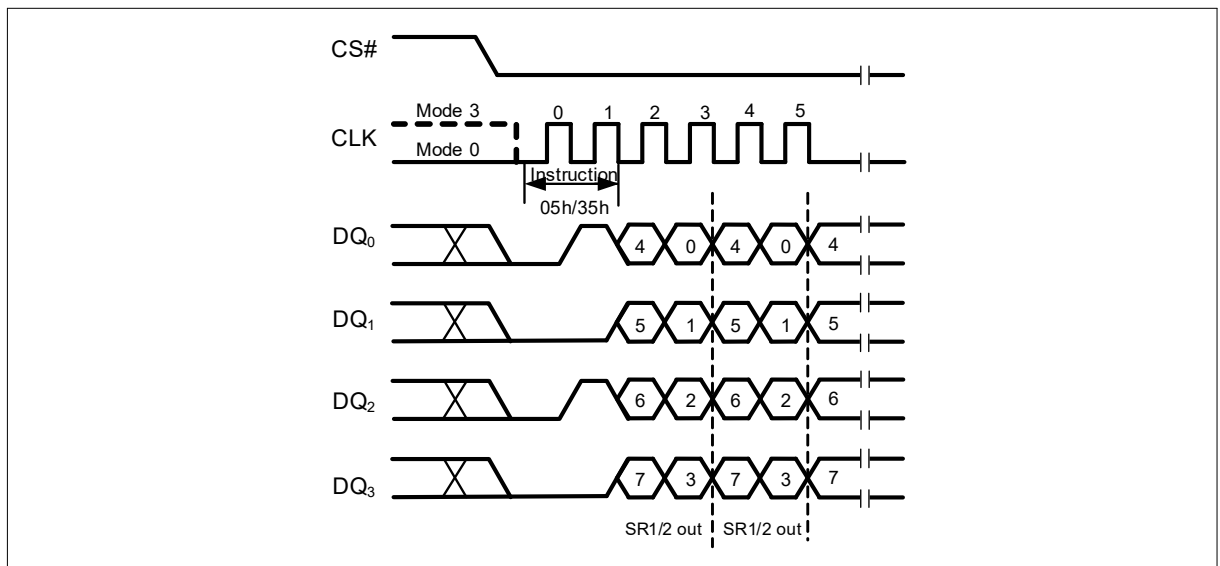 CS#
Mode 3 0 1 2 3 4 5
CLK
Mode 0
Instruction
05h/35h
DQ₀ 4 0 4 0 4
DQ₁ 5 1 5 1 5
DQ₂ 6 2 6 2 6
DQ₃ 7 3 7 3 7
SR1/2 out SR1/2 out